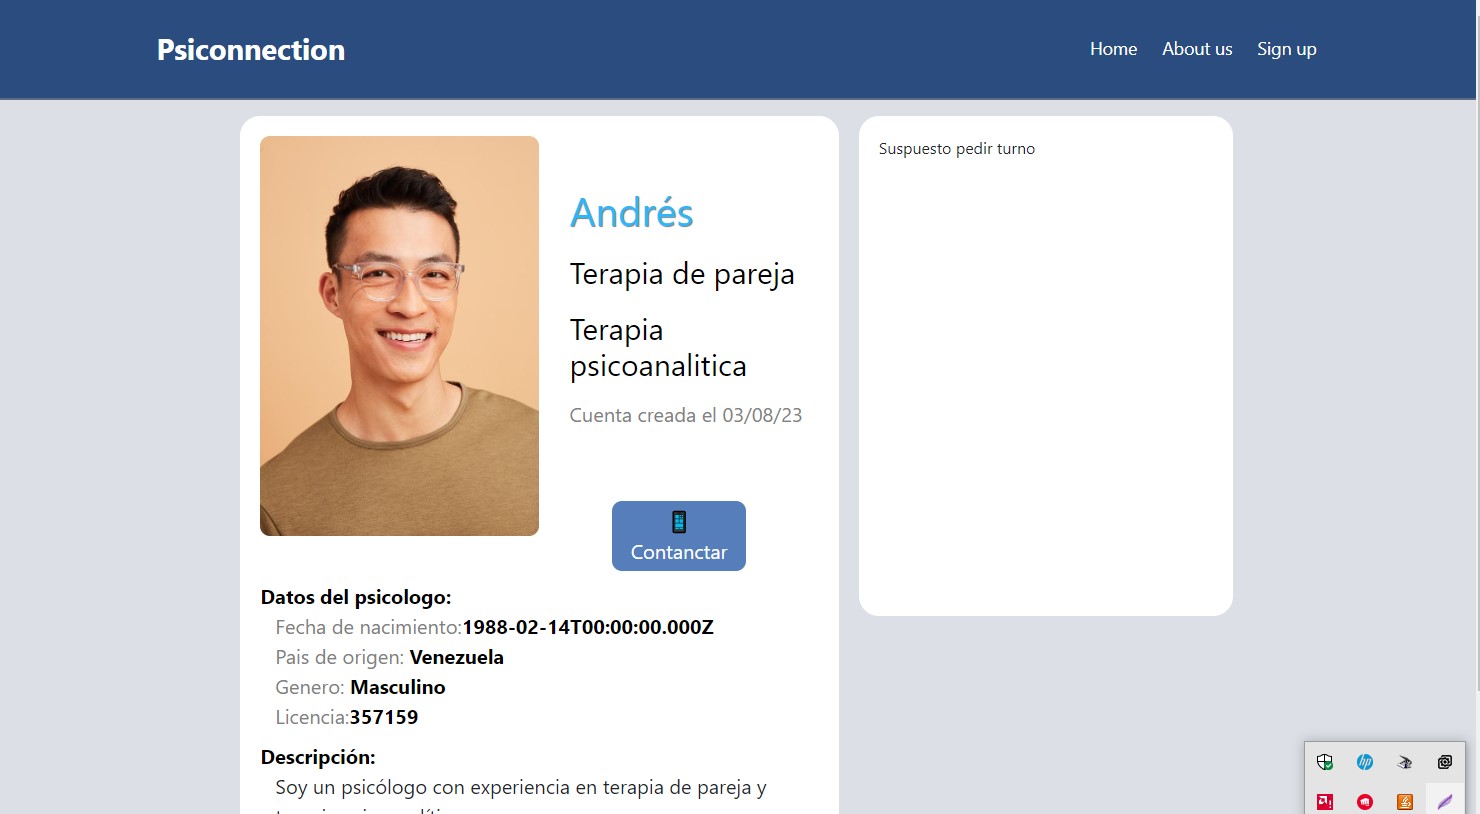 Psiconnection
Home About us Sign up
Andrés
Terapia de pareja
Terapia
psicoanalitica
Cuenta creada el 03/08/23
Contanctar
Suspuesto pedir turno
Datos del psicologo:
Fecha de nacimiento:1988-02-14T00:00:00.000Z
Pais de origen: Venezuela
Genero: Masculino
Licencia:357159
Descripción:
Soy un psicólogo con experiencia en terapia de pareja y